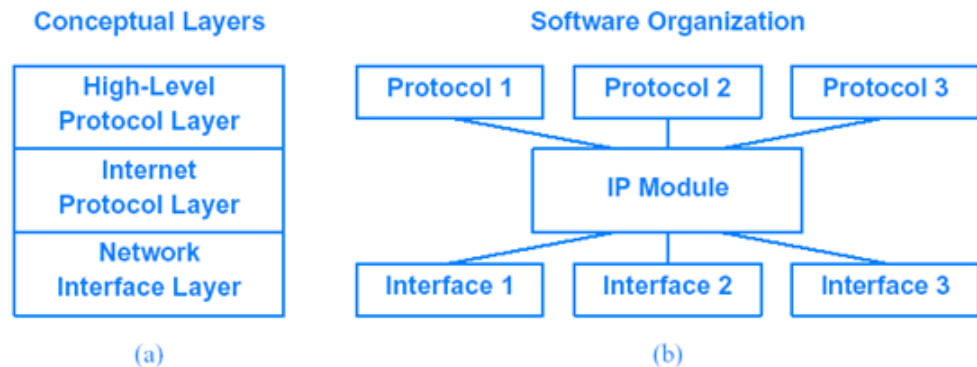 Conceptual Layers
Software Organization
High-Level
Protocol Layer
Internet
Protocol Layer
Network
Interface Layer
Protocol 1
Protocol 2
Protocol 3
IP Module
Interface 1
Interface 2
Interface 3
(a)
(b)